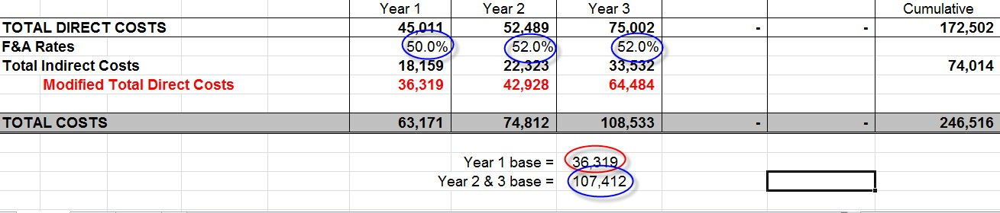 Year 1 Year 2 Year 3 Cumulative
TOTAL DIRECT COSTS 45,011 52,489 75,002 - - 172,502
F&A Rates 50.0% 52.0% 52.0%
Total Indirect Costs 18,159 22,323 33,532 74,014
Modified Total Direct Costs 36,319 42,928 64,484
TOTAL COSTS 63,171 74,812 108,533 - - 246,516
Year 1 base = 36,319
Year 2 & 3 base = 107,412